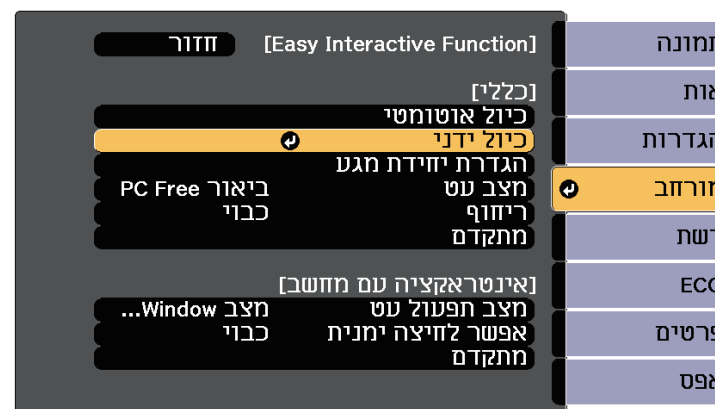 [Easy Interactive Function] חזור
[כללי]
כיול אוטומטי
כיול ידני
הגדרת יחידת מגע
מצב עט ביאור PC Free
ריחוף כבוי
מתקדם
[אינטראקציה עם מחשב]
מצב תפעול עט מצב Window...
אפשר לחיצה ימנית כבוי
מתקדם
תמונה
אות
הגדרות
מורחב
רשת
ECO
פרטים
אפס